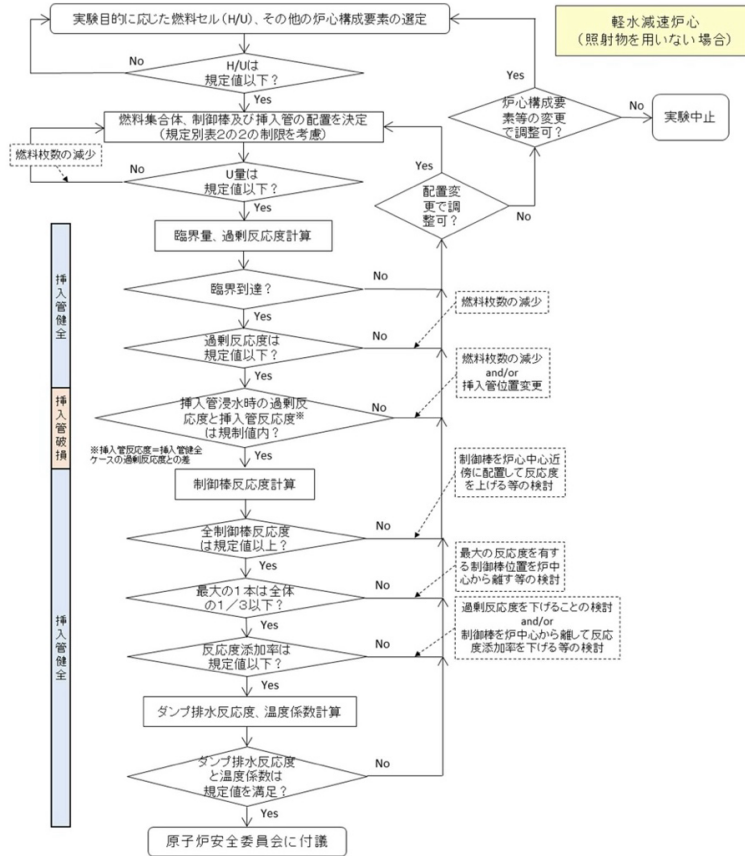 実験目的に応じた燃料セル（H/U）、その他の炉心構成要素の選定
軽水減速炉心
（照射物を用いない場合）
No
H/Uは
規定値以下？
Yes
Yes
炉心構成要
素等の変更
で調整可？
No
実験中止
燃料集合体、制御棒及び挿入管の配置を決定
（規定別表2の2の制限を考慮）
燃料枚数の減少
No
U量は
規定値以下？
Yes
Yes
配置変
更で調
整可？
No
挿入管健全
臨界量、過剰反応度計算
臨界到達？
No
Yes
燃料枚数の減少
過剰反応度は
規定値以下？
No
Yes
燃料枚数の減少
and/or
挿入管位置変更
挿入管破損
挿入管浸水時の過剰反
応度と挿入管反応度※
は規制値内？
No
※挿入管反応度＝挿入管健全
ケースの過剰反応度との差
Yes
挿入管健全
制御棒反応度計算
制御棒を炉心中心近
傍に配置して反応度
を上げる等の検討
全制御棒反応度
は規定値以上？
No
Yes
最大の反応度を有す
る制御棒位置を炉中
心から離す等の検討
最大の1本は全体
の1／3以下？
No
Yes
過剰反応度を下げることの検討
and/or
制御棒を炉中心から離して反応
度添加率を下げる等の検討
反応度添加率は
規定値以下？
No
Yes
ダンプ排水反応度、温度係数計算
ダンプ排水反応度
と温度係数は
規定値を満足？
No
Yes
原子炉安全委員会に付議